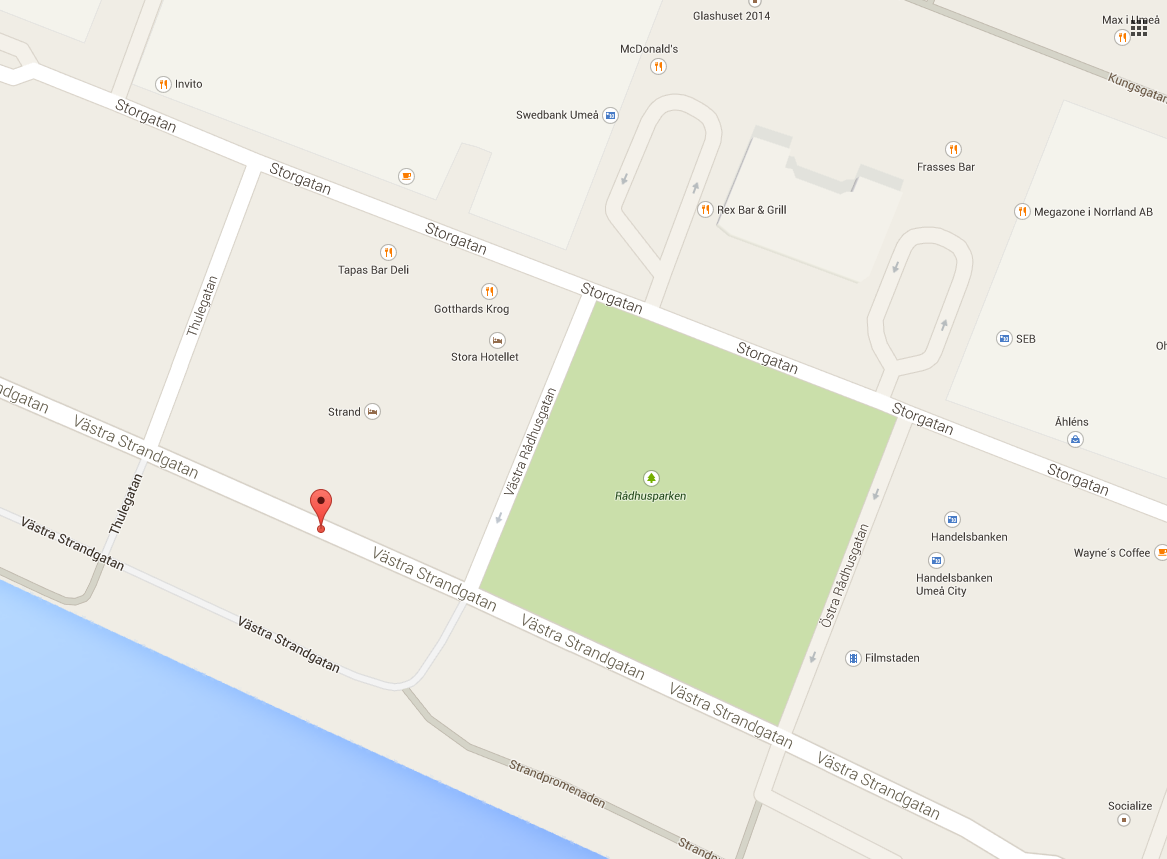 Glashuset 2014
Max i Umeå
McDonald's
Invito
Kungsgatan
Storgatan
Swedbank Umeå
Frasses Bar
Storgatan
Rex Bar & Grill
Megazone i Norrland AB
Storgatan
Tapas Bar Deli
Thulegatan
Gotthards Krog
Storgatan
SEB
Oh
Stora Hotellet
Storgatan
Strand
Storgatan
Åhléns
Västra Strandgatan
Västra Rådhusgatan
Storgatan
Rådhusparken
Thulegatan
Västra Strandgatan
Handelsbanken
Wayne´s Coffee
Västra Strandgatan
Östra Rådhusgatan
Handelsbanken
Umeå City
Västra Strandgatan
Västra Strandgatan
Filmstaden
Västra Strandgatan
Strandpromenaden
Västra Strandgatan
Socialize